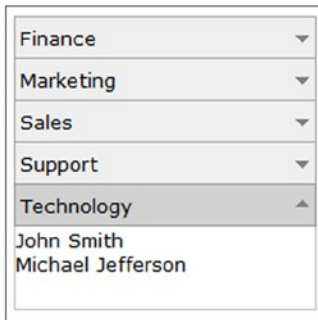 Finance
Marketing
Sales
Support
Technology
John Smith
Michael Jefferson